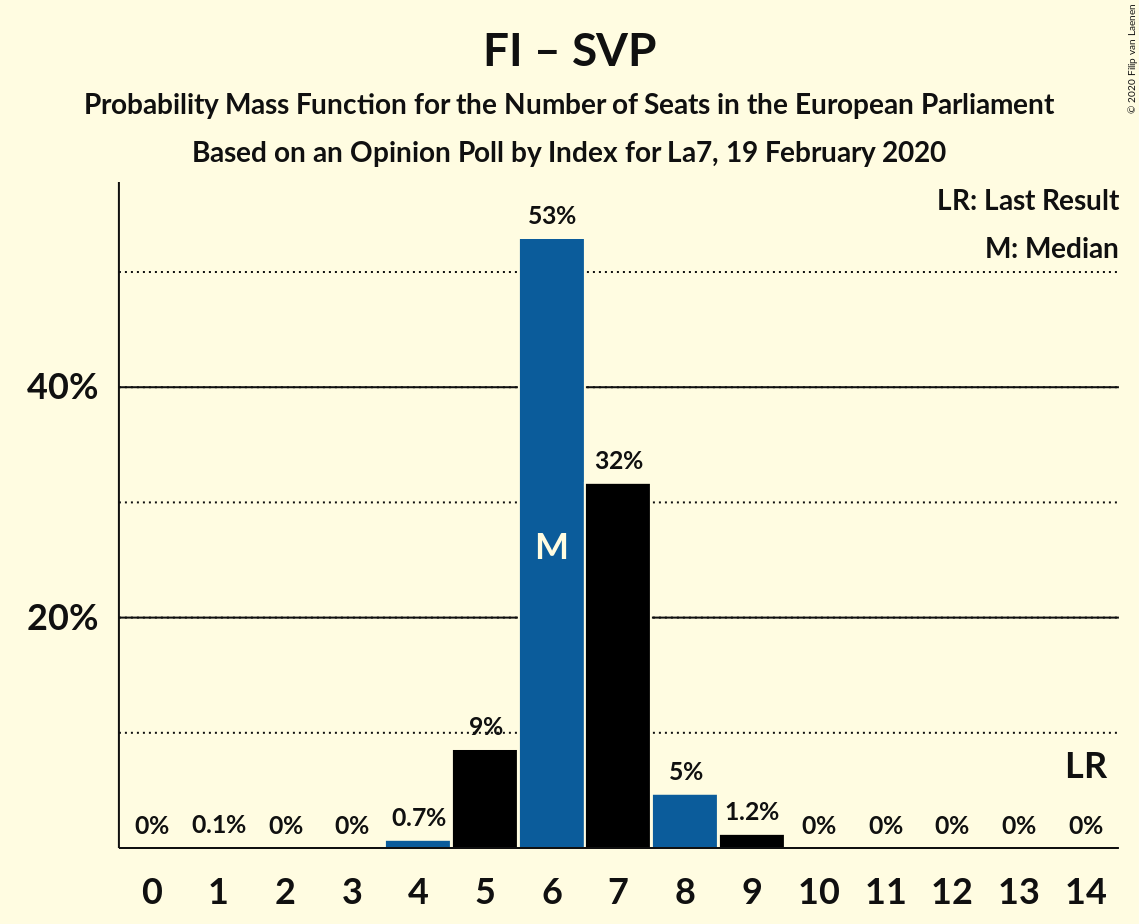 FI – SVP
Probability Mass Function for the Number of Seats in the European Parliament
Based on an Opinion Poll by Index for La7, 19 February 2020
© 2020 Filip van Laenen
LR: Last Result
M: Median
53%
40%
32%
M
20%
9%
LR
5%
0% 0.1% 0% 0% 0.7% 1.2% 0% 0% 0% 0% 0%
0 1 2 3 4 5 6 7 8 9 10 11 12 13 14